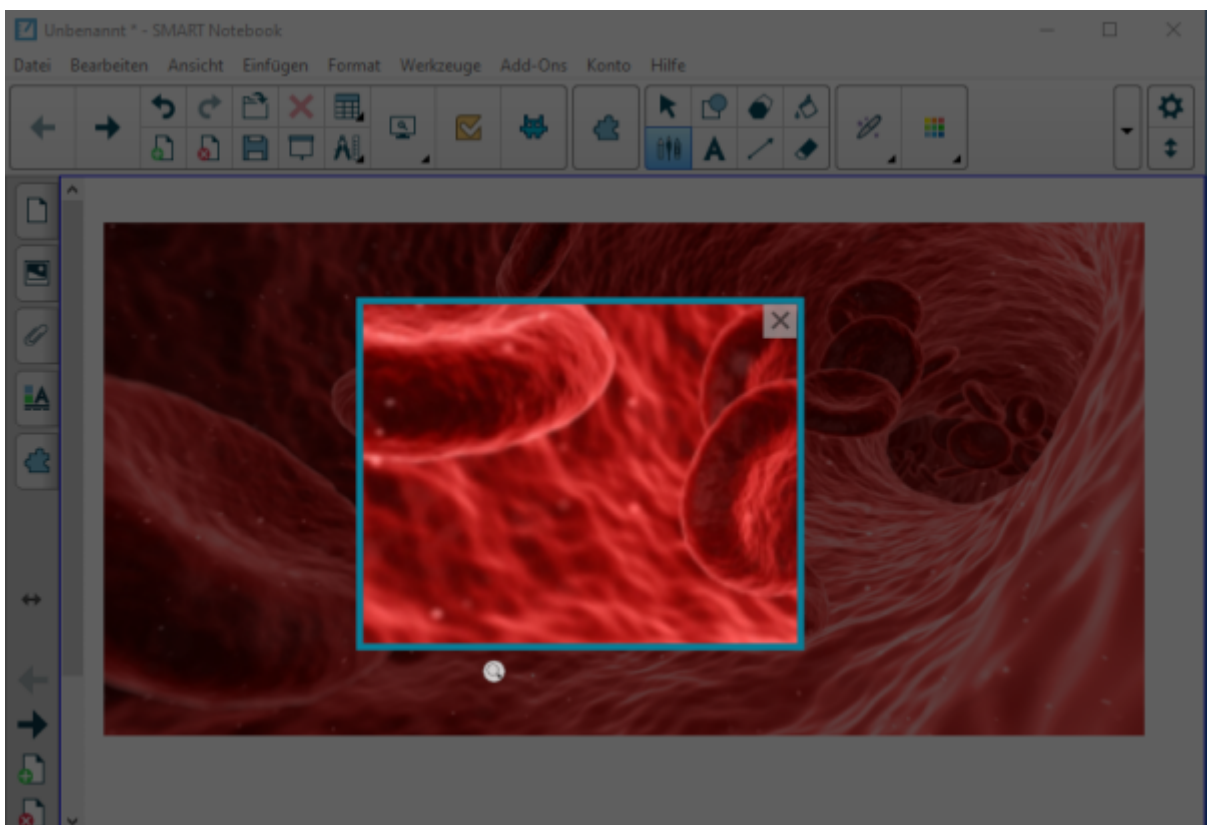 Unbenannt * - SMART Notebook
Datei Bearbeiten Ansicht Einfügen Format Werkzeuge Add-Ons Konto Hilfe